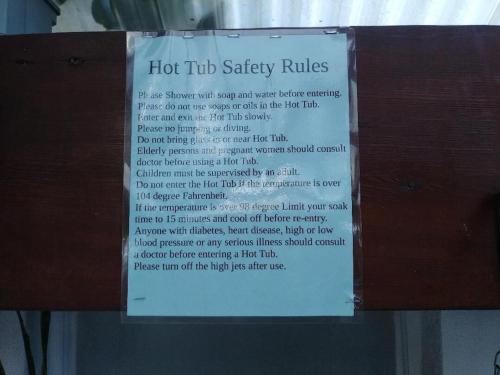 Hot Tub Safety Rules
Please Shower with soap and water before entering.
Please do not use soaps or oils in the Hot Tub.
Enter and exit the Hot Tub slowly.
Please no jumping or diving.
Do not bring glass in or near Hot Tub.
Elderly persons and pregnant women should consult
doctor before using a Hot Tub.
Children must be supervised by an adult.
Do not enter the Hot Tub if the temperature is over
104 degree Fahrenheit.
If the temperature is over 98 degree Limit your soak
time to 15 minutes and cool off before re-entry.
Anyone with diabetes, heart disease, high or low
blood pressure or any serious illness should consult
a doctor before entering a Hot Tub.
Please turn off the high jets after use.